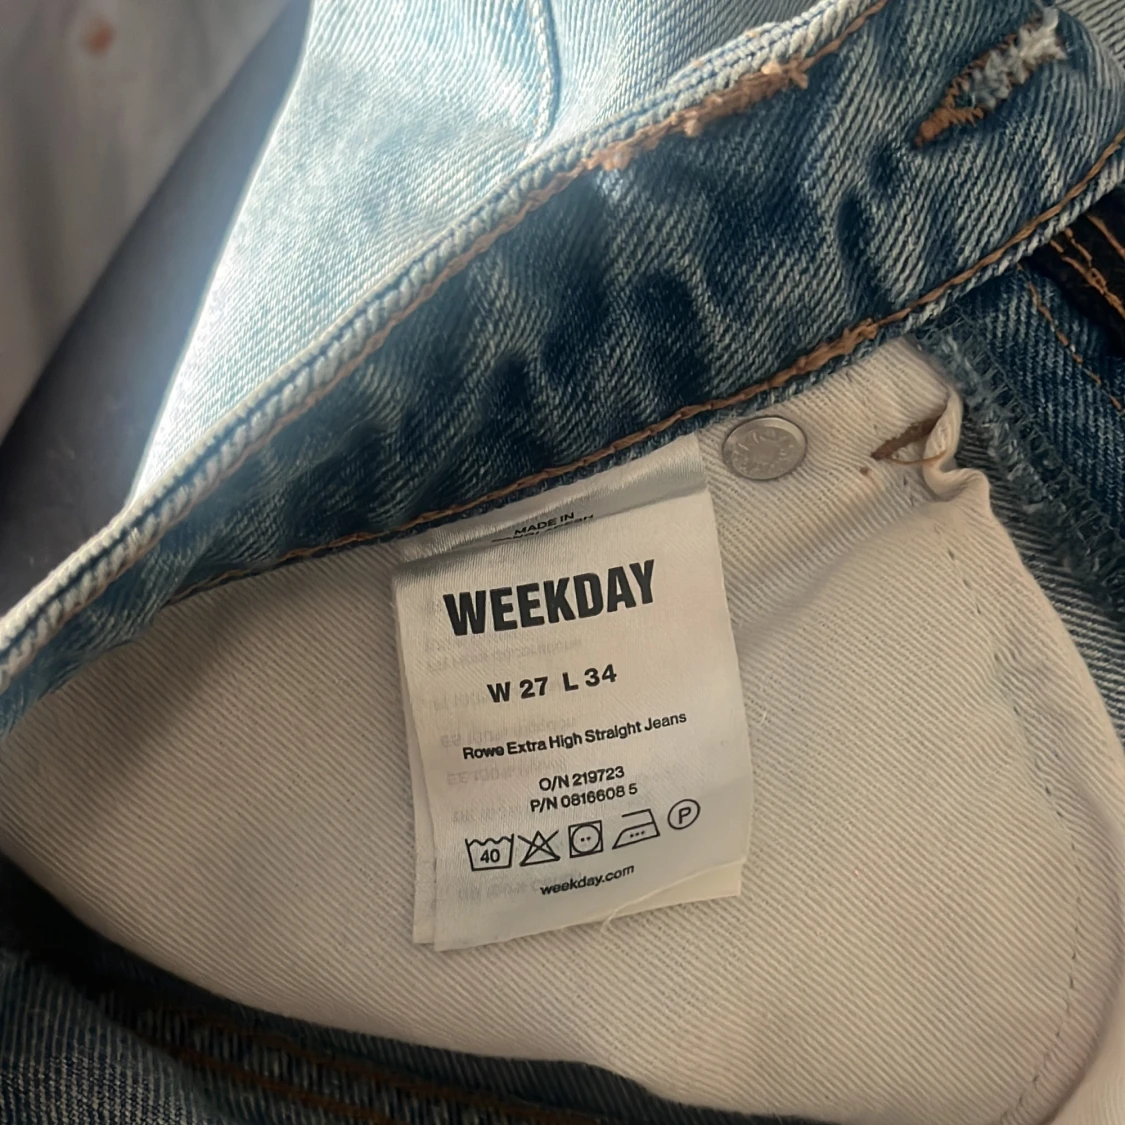 MADE IN
WEEKDAY
W 27 L 34
Rowe Extra High Straight Jeans
O/N 219723
P/N 0816608 5
40
P
weekday.com